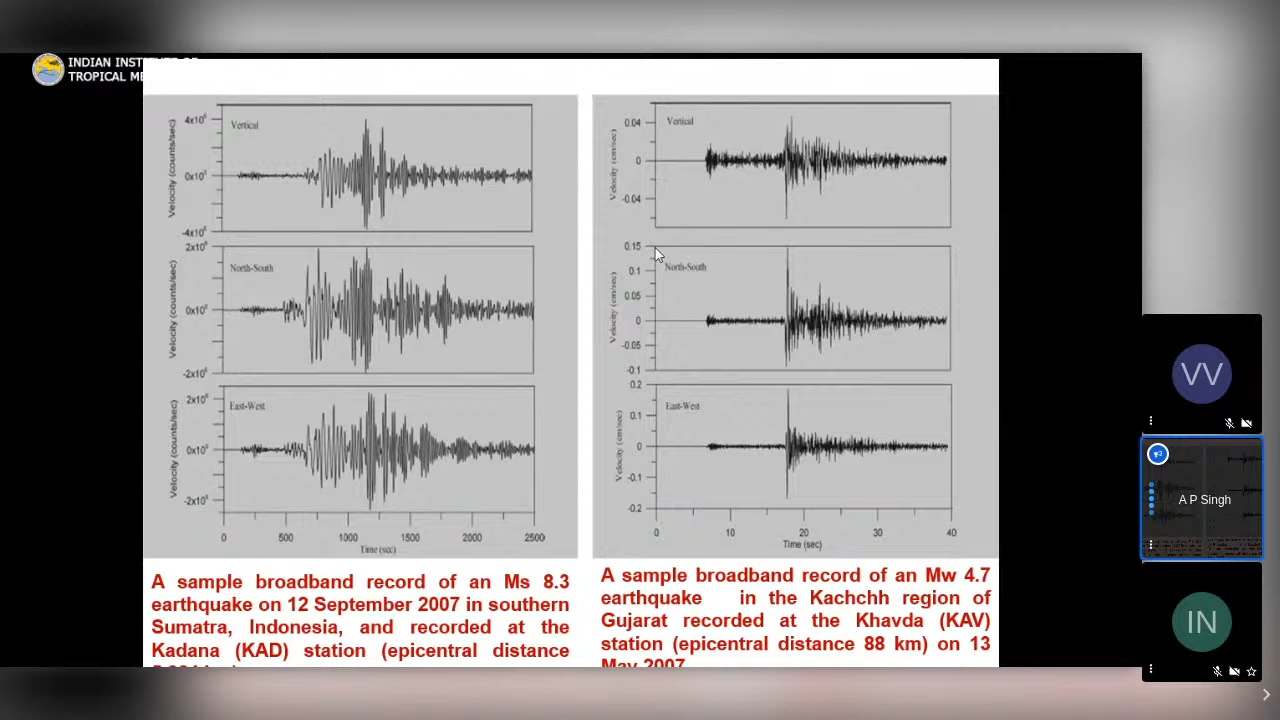 INDIAN INST
TROPICAL ME
4x10⁶
Vertical
Velocity (counts/sec)
0x10⁰
-4x10⁶
2x10⁶
North-South
Velocity (counts/sec)
0x10⁰
-2x10⁶
2x10⁶
East-West
Velocity (counts/sec)
0x10⁰
-2x10⁶
0 500 1000 1500 2000 2500
Time (sec)
0.04
Vertical
Velocity (cm/sec)
0
-0.04
0.15
North-South
0.1
Velocity (cm/sec)
0.05
0
-0.05
-0.1
0.2
East-West
0.1
Velocity (cm/sec)
0
-0.1
-0.2
0 10 20 30 40
Time (sec)
A sample broadband record of an Ms 8.3
earthquake on 12 September 2007 in southern
Sumatra, Indonesia, and recorded at the
Kadana (KAD) station (epicentral distance
A sample broadband record of an Mw 4.7
earthquake in the Kachchh region of
Gujarat recorded at the Khavda (KAV)
station (epicentral distance 88 km) on 13
May 2007
VV
A P Singh
IN